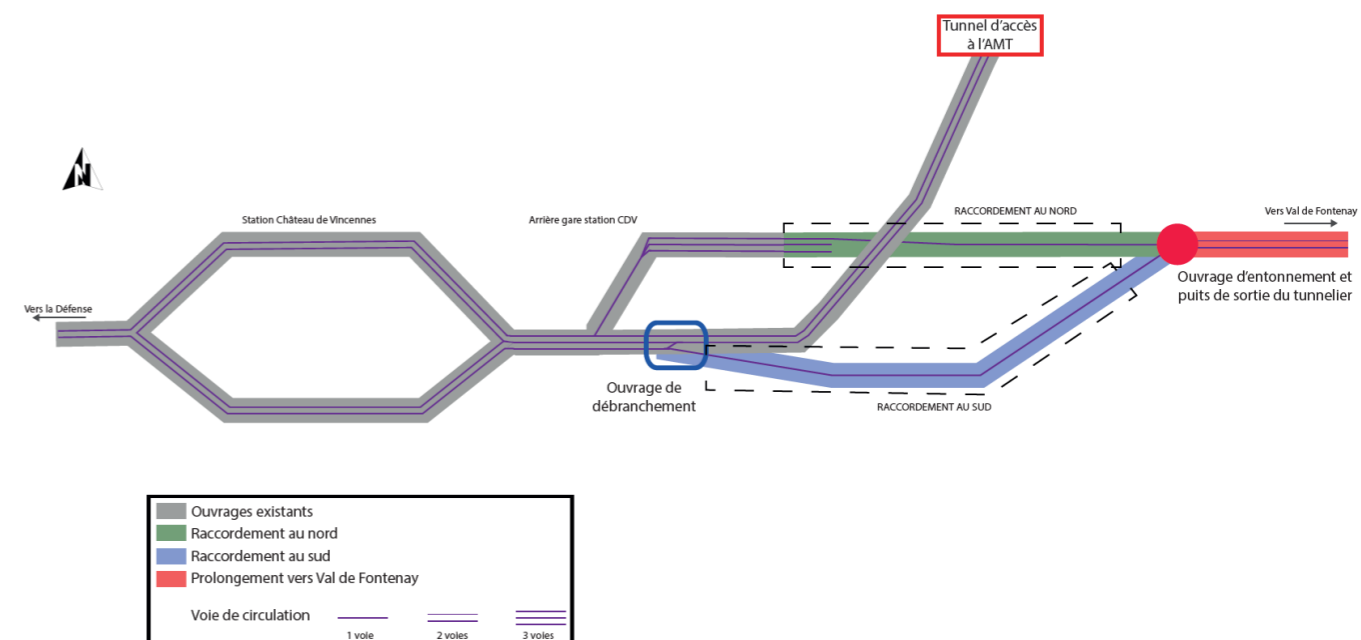 Tunnel d'accès
à l'AMT
N
Station Château de Vincennes
Arrière gare station CDV
RACCORDEMENT AU NORD
Vers Val de Fontenay
Ouvrage d'entonnement et
puits de sortie du tunnelier
Vers la Défense
Ouvrage de
débranchement
RACCORDEMENT AU SUD
Ouvrages existants
Raccordement au nord
Raccordement au sud
Prolongement vers Val de Fontenay
Voie de circulation
1 voie 2 voies 3 voies